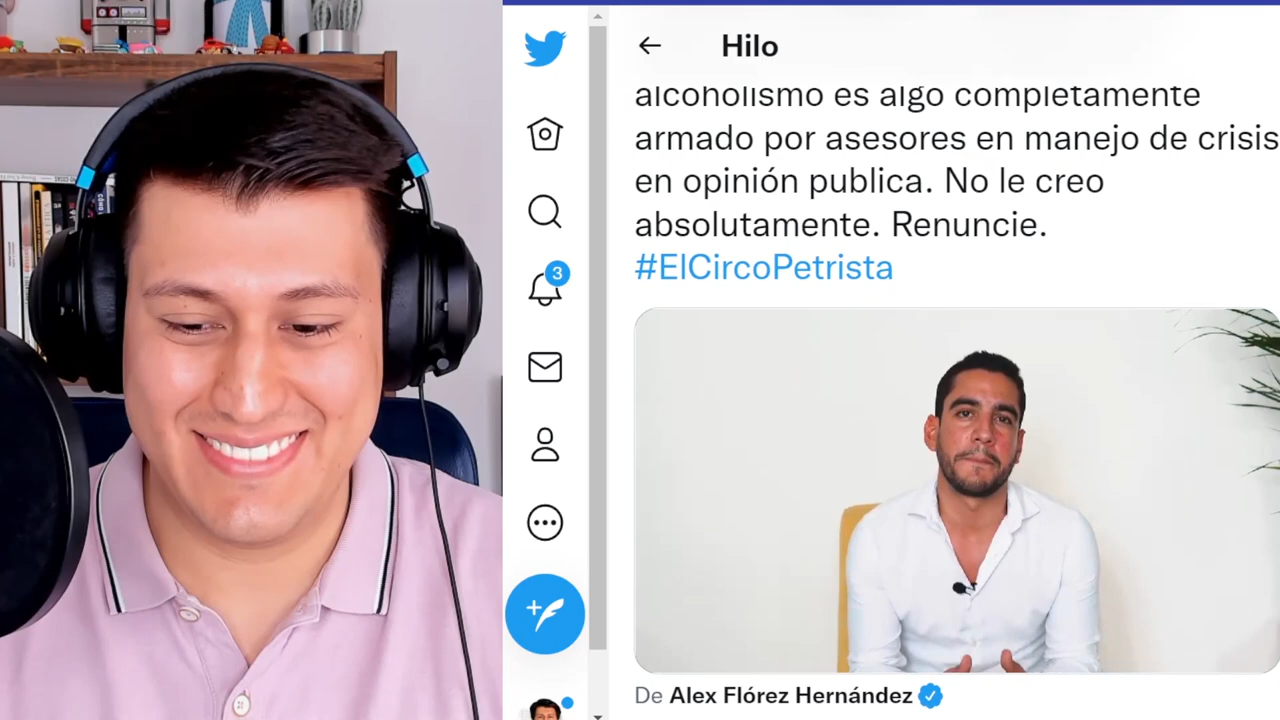 Hilo
alcoholismo es algo completamente
armado por asesores en manejo de crisis
en opinión publica. No le creo
absolutamente. Renuncie.
#ElCircoPetrista
3
De Alex Flórez Hernández